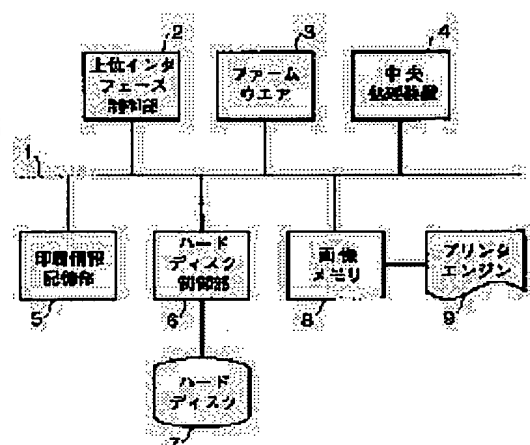 2
3
4
上位インタ
フェーズ
制御部
ファーム
ウエア
中央
処理装置
1
印刷情報
記憶部
ハード
ディスク
制御部
画像
メモリ
プリンタ
エンジン
5
6
8
9
ハード
ディスク
7